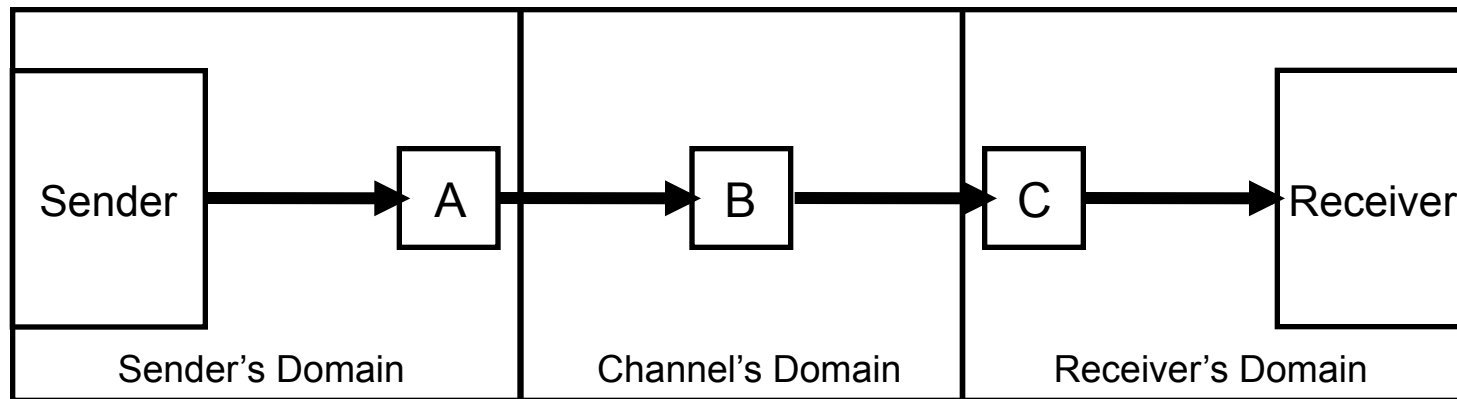 Sender
A
B
C
Receiver
Sender’s Domain
Channel’s Domain
Receiver’s Domain